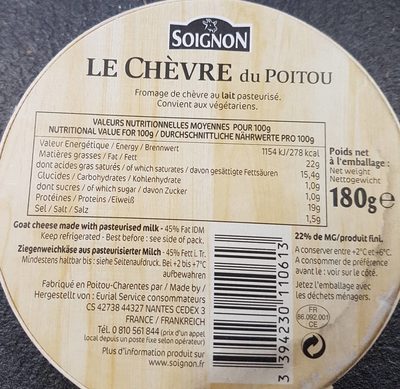 SOIGNON
LE CHÈVRE du POITOU
Fromage de chèvre au lait pasteurisé.
Convient aux végétariens.
VALEURS NUTRITIONNELLES MOYENNES POUR 100g
NUTRITIONAL VALUE FOR 100g / DURCHSCHNITTLICHE NÄHRWERTE PRO 100g
Valeur Energétique / Energy / Brennwert 1154 kJ/278 kcal
Matières grasses / Fat / Fett 22g
dont acides gras saturés / of which saturates / davon gesättigte Fettsäuren 15,4g
Glucides / Carbohydrates / Kohlenhydrate 1,0g
dont sucres / of which sugar / davon Zucker 1,0g
Protéines / Proteins / Eiweiß 19g
Sel / Salt / Salz 1,5g
Poids net
à l'emballage :
Net weight
Nettogewicht
180g e
Goat cheese made with pasteurised milk - 45% Fat IDM
Keep refrigerated - Best before : see side of pack.
Ziegenweichkäse aus pasteurisierter Milch - 45% Fett i. Tr.
Mindestens haltbar bis : siehe Seitenaufdruck. Bei +2 bis +7°C
aufbewahren
Fabriqué en Poitou-Charentes par / Made by /
Hergestellt von : Eurial Service consommateurs
CS 42738 44327 NANTES CEDEX 3
FRANCE / FRANKREICH
Tél. 0 810 561 844 (prix d'un appel
local depuis un poste fixe selon opérateur)
Plus d'information produit sur
www.soignon.fr
3 394230 110613
22% de MG/produit fini.
A conserver entre +2°C et +6°C.
A consommer de préférence
avant le : voir sur le côté.
Jetez l'emballage avec
les déchets ménagers.
FR
86.092.001
CE